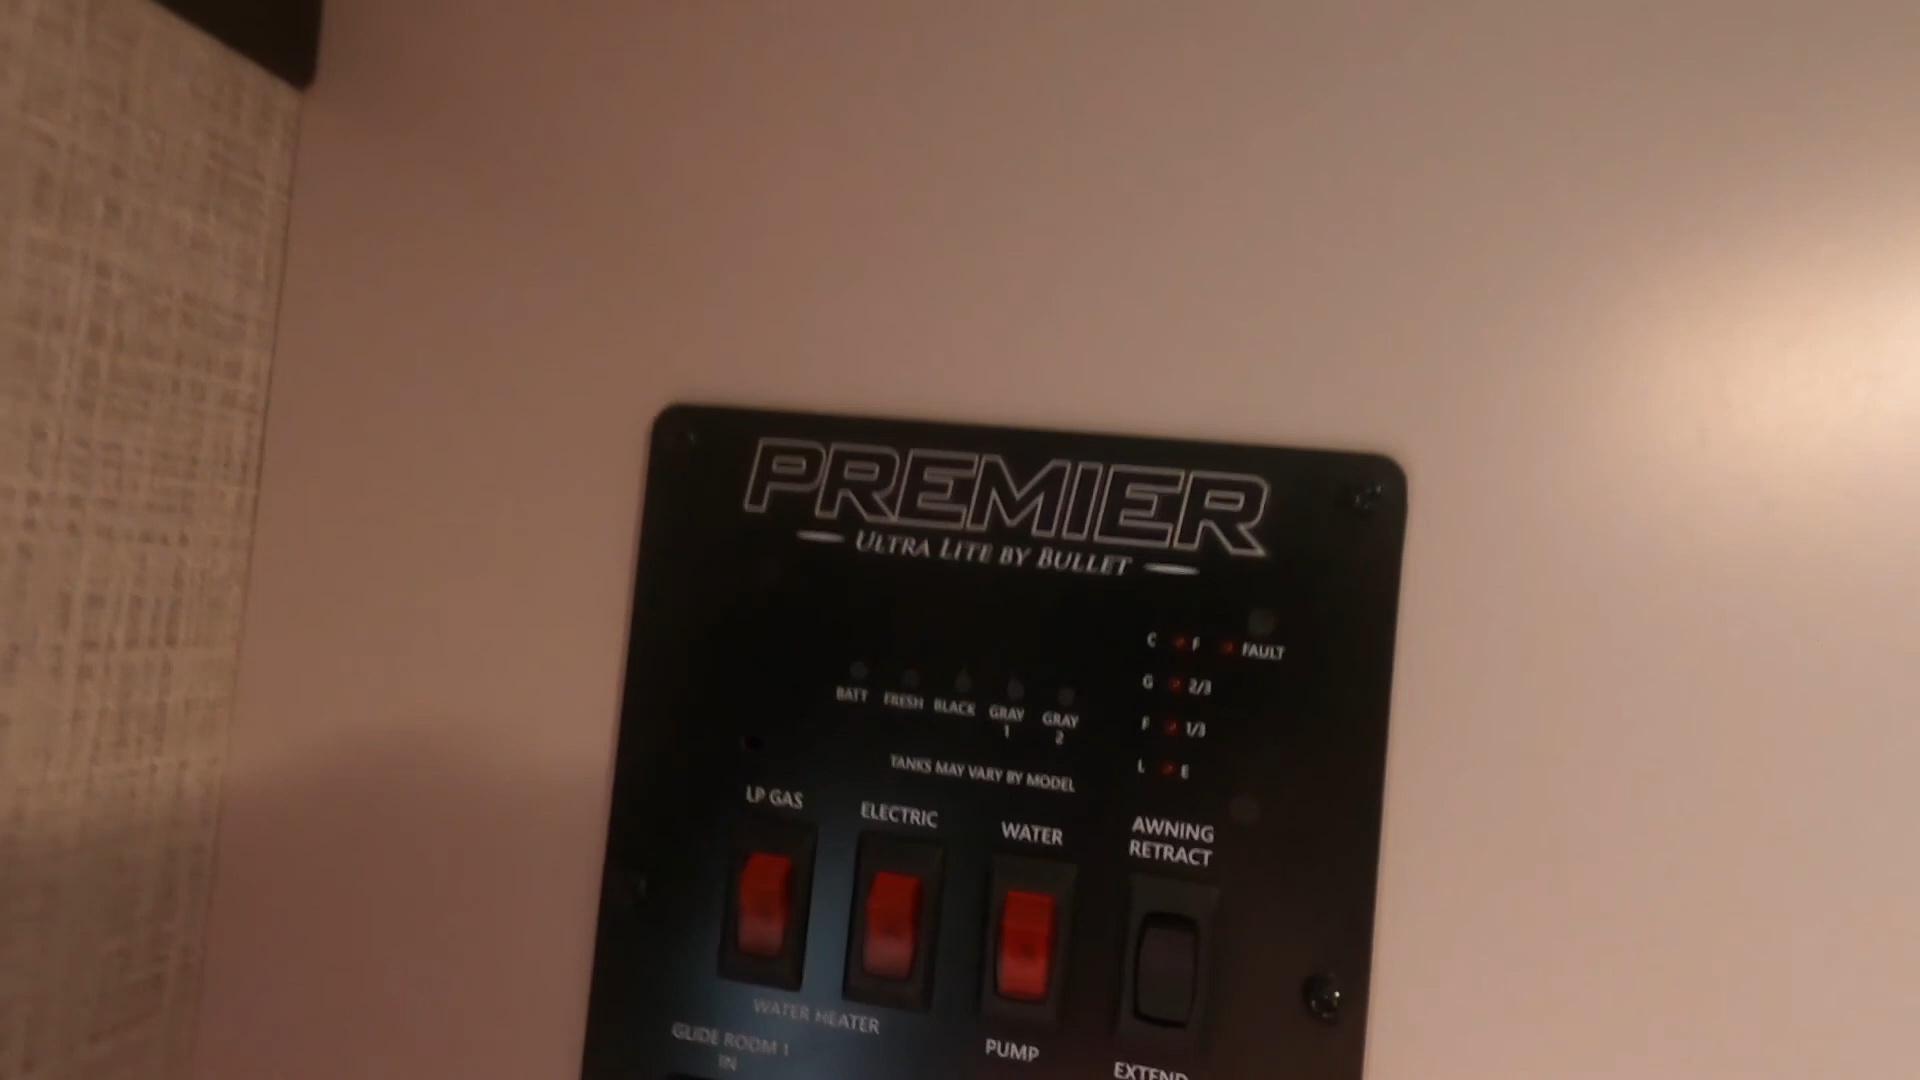 PREMIER
ULTRA LITE BY BULLET
C F FAULT
G 2/3
F 1/3
L E
BATT FRESH BLACK GRAY 1 GRAY 2
TANKS MAY VARY BY MODEL
LP GAS ELECTRIC WATER AWNING RETRACT
WATER HEATER
PUMP
EXTEND
GLIDE ROOM 1
IN